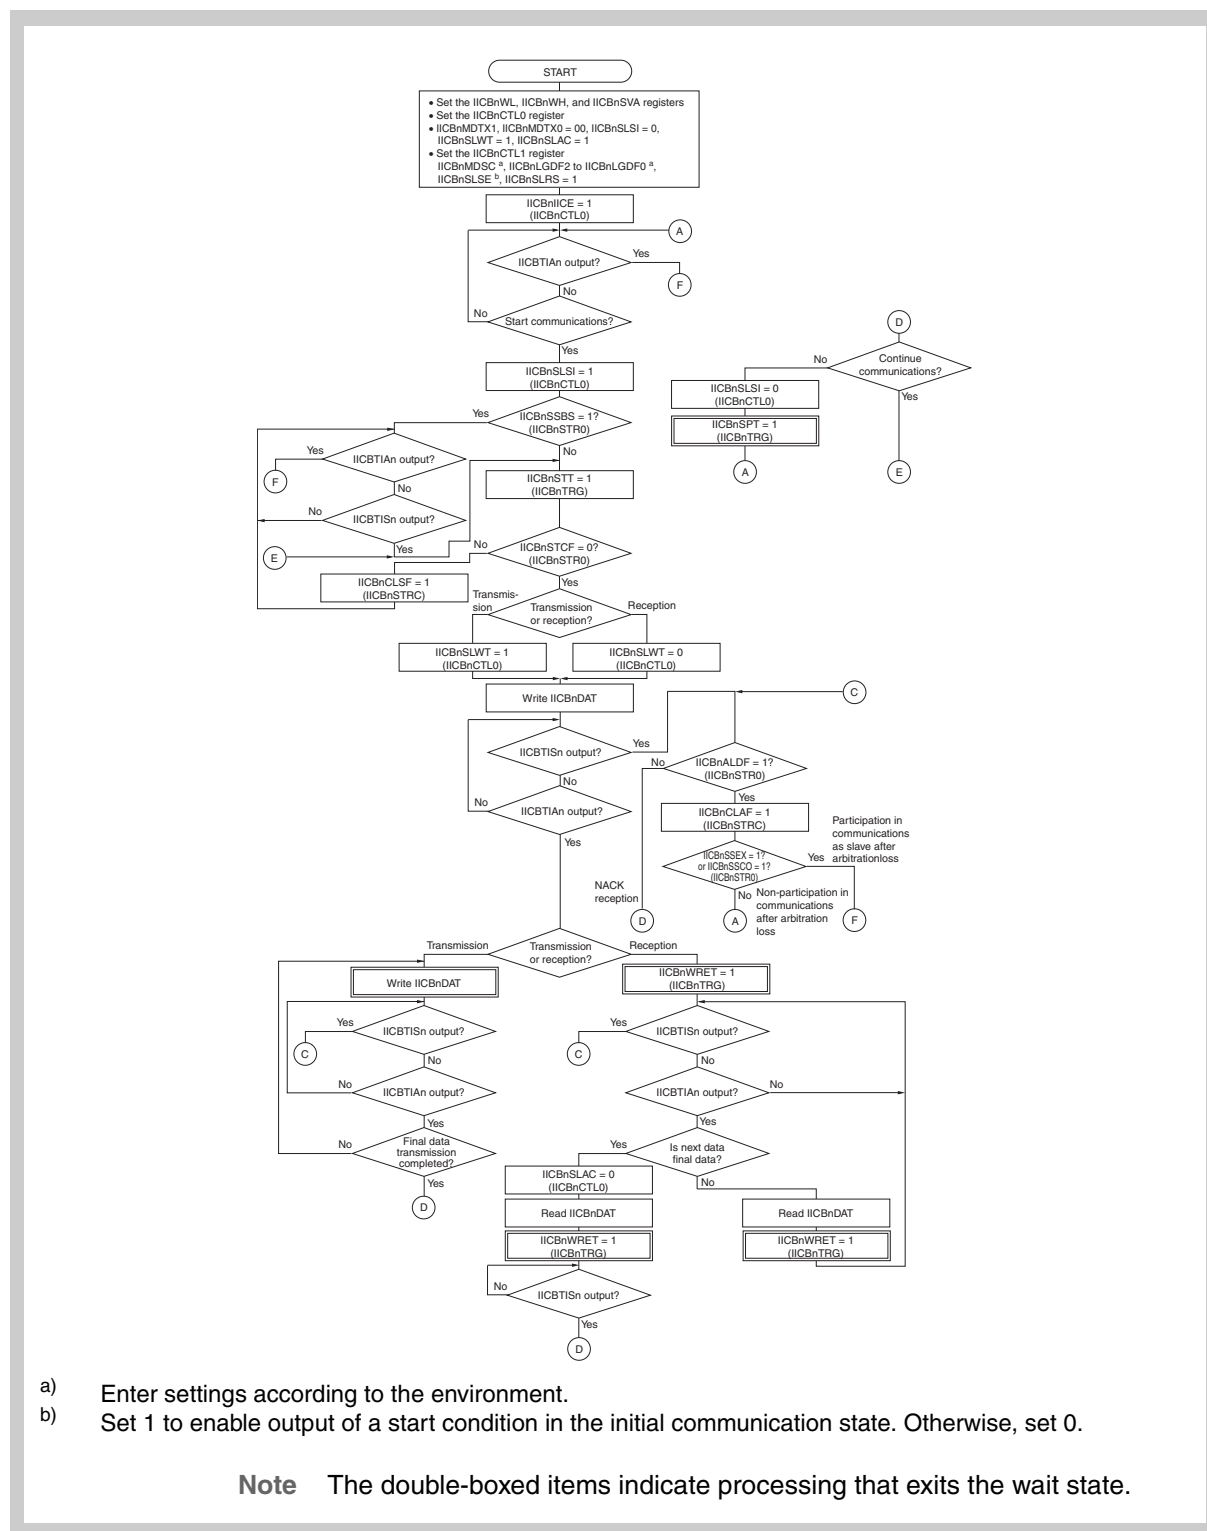 START
• Set the IICBnWL, IICBnWH, and IICBnSVA registers
• Set the IICBnCTL0 register
• IICBnMDTX1, IICBnMDTX0 = 00, IICBnSLSI = 0,
IICBnSLWT = 1, IICBnSLAC = 1
• Set the IICBnCTL1 register
IICBnMDSC a, IICBnLGDF2 to IICBnLGDF0 a,
IICBnSLSE b, IICBnSLRS = 1
IICBnIICE = 1
(IICBnCTL0)
A
IICBTIAn output?
Yes
F
No
Start communications?
No
Yes
IICBnSLSI = 1
(IICBnCTL0)
D
Continue
communications?
No
Yes
IICBnSLSI = 0
(IICBnCTL0)
IICBnSPT = 1
(IICBnTRG)
A
E
IICBnSSBS = 1?
(IICBnSTR0)
Yes
No
IICBTIAn output?
Yes
F
No
IICBTISn output?
No
Yes
E
IICBnSTT = 1
(IICBnTRG)
IICBnSTCF = 0?
(IICBnSTR0)
No
Yes
IICBnCLSF = 1
(IICBnSTRC)
Transmis-
sion
Transmission
or reception?
Reception
IICBnSLWT = 1
(IICBnCTL0)
IICBnSLWT = 0
(IICBnCTL0)
Write IICBnDAT
IICBTISn output?
Yes
No
IICBTIAn output?
No
Yes
C
IICBnALDF = 1?
(IICBnSTR0)
No
Yes
IICBnCLAF = 1
(IICBnSTRC)
IICBnSSEX = 1?
or IICBnSSCO = 1?
(IICBnSTR0)
Yes
Participation in
communications
as slave after
arbitrationloss
No
Non-participation in
communications
after arbitration
loss
NACK
reception
D
A
F
Transmission
Transmission
or reception?
Reception
Write IICBnDAT
IICBTISn output?
Yes
C
No
IICBTIAn output?
No
Yes
Final data
transmission
completed?
No
Yes
D
IICBnWRET = 1
(IICBnTRG)
IICBTISn output?
Yes
C
No
IICBTIAn output?
No
Yes
Is next data
final data?
Yes
No
IICBnSLAC = 0
(IICBnCTL0)
Read IICBnDAT
IICBnWRET = 1
(IICBnTRG)
Read IICBnDAT
IICBnWRET = 1
(IICBnTRG)
IICBTISn output?
No
Yes
D
a) Enter settings according to the environment.
b) Set 1 to enable output of a start condition in the initial communication state. Otherwise, set 0.
Note The double-boxed items indicate processing that exits the wait state.